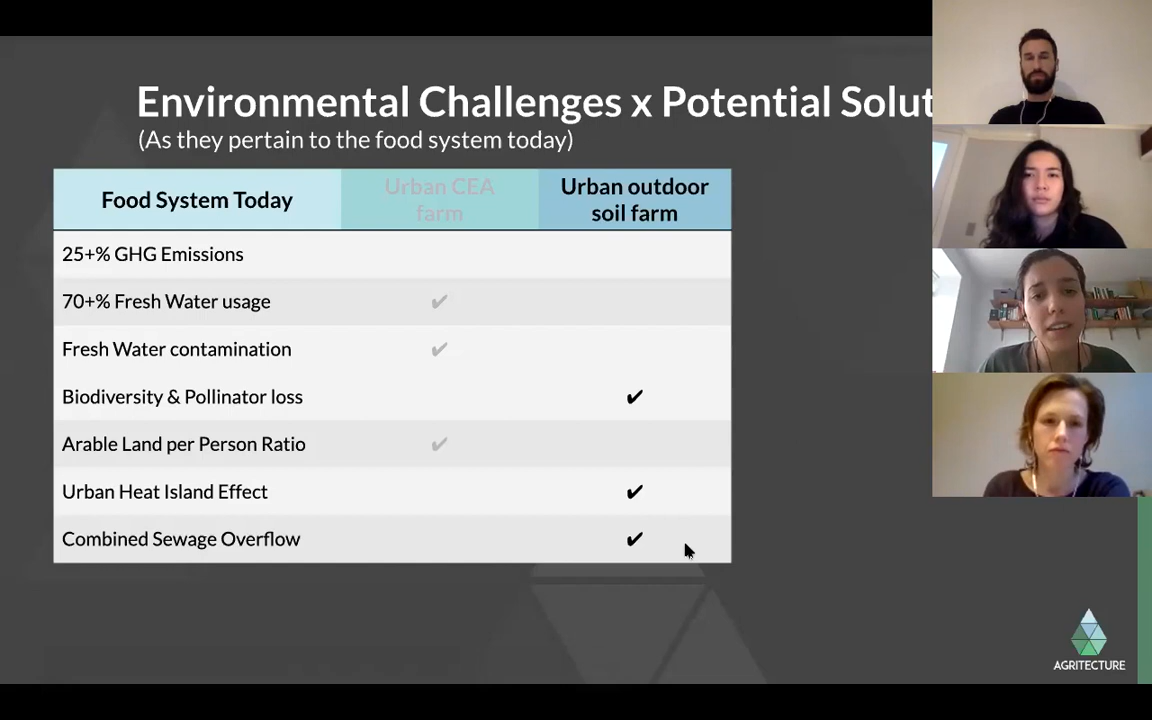 Environmental Challenges x Potential Solut
(As they pertain to the food system today)
Food System Today
Urban CEA
farm
Urban outdoor
soil farm
25+% GHG Emissions
70+% Fresh Water usage
✔
Fresh Water contamination
✔
Biodiversity & Pollinator loss
✔
Arable Land per Person Ratio
✔
Urban Heat Island Effect
✔
Combined Sewage Overflow
✔
AGRITECTURE